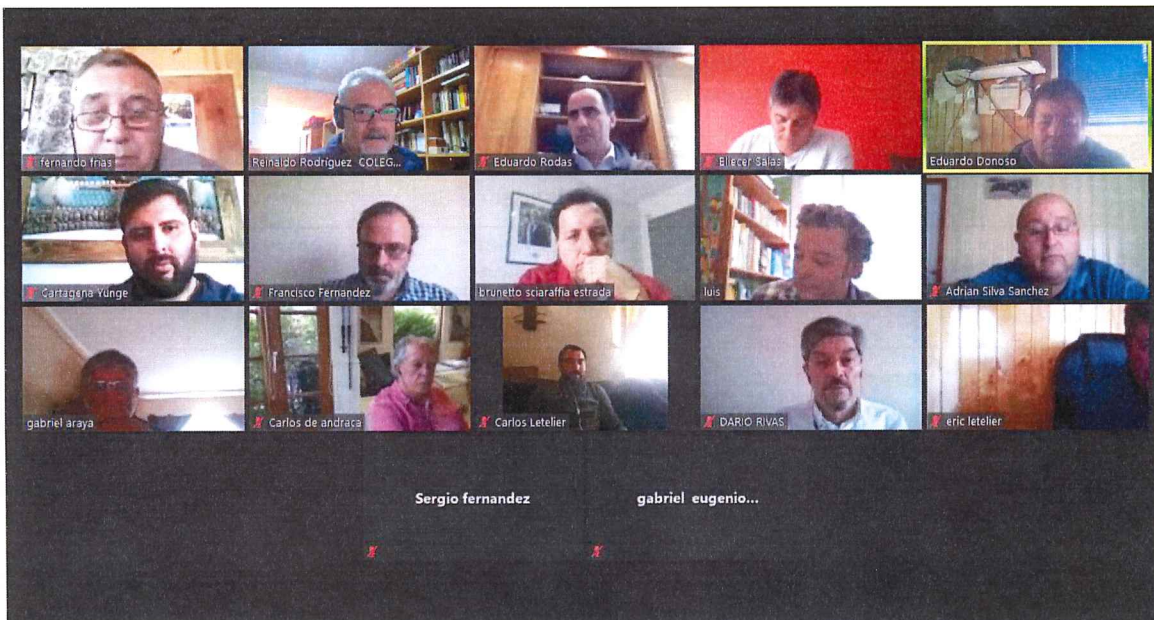 fernando frias
Reinaldo Rodríguez COLEG...
Eduardo Rodas
Eliecer Salas
Eduardo Donoso
Cartagena Yunge
Francisco Fernandez
brunetto sciaraffia estrada
luis
Adrian Silva Sanchez
gabriel araya
Carlos de andraca
Carlos Letelier
DARIO RIVAS
eric letelier
Sergio fernandez
gabriel eugenio...